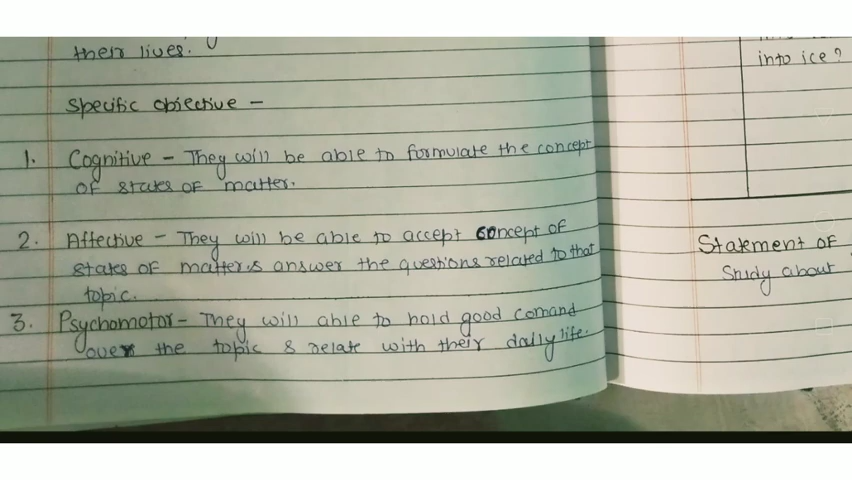 their lives.
Specific objective -
1. Cognitive - They will be able to formulate the concept
of states of matter.
2. Affective - They will be able to accept concept of
states of matter & answer the questions related to that
topic.
3. Psychomotor - They will able to hold good comand
over the topic & relate with their daily life.
into ice?
Statement of
Study about